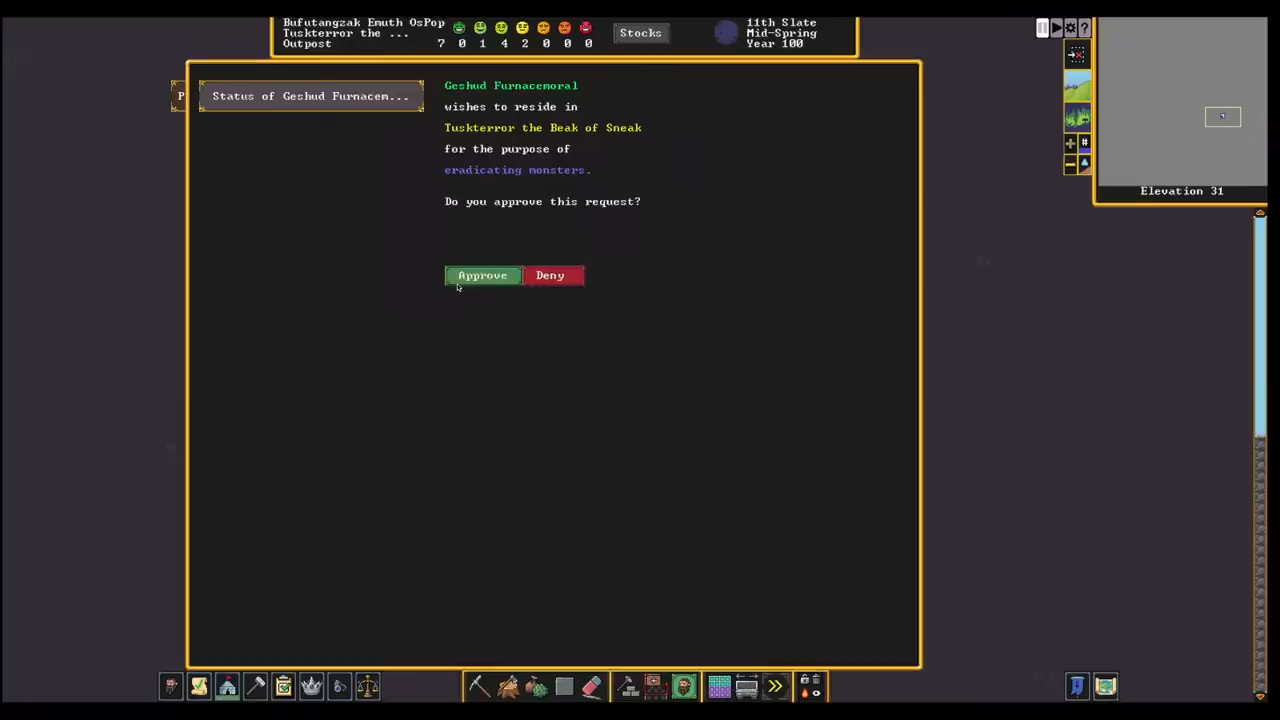 Bufutangzak Emuth OsPop
Tuskterror the ...
Outpost 7 0 1 4 2 0 0 0
Stocks
11th Slate
Mid-Spring
Year 100
P
Status of Geshud Furnacem...
Geshud Furnacemoral
wishes to reside in
Tuskterror the Beak of Sneak
for the purpose of
eradicating monsters.
Do you approve this request?
Approve Deny
?
#
Elevation 31